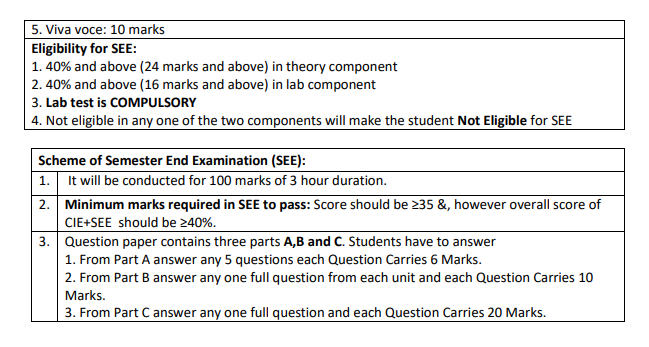 5. Viva voce: 10 marks
Eligibility for SEE:
1. 40% and above (24 marks and above) in theory component
2. 40% and above (16 marks and above) in lab component
3. Lab test is COMPULSORY
4. Not eligible in any one of the two components will make the student Not Eligible for SEE
Scheme of Semester End Examination (SEE):
1. It will be conducted for 100 marks of 3 hour duration.
2. Minimum marks required in SEE to pass: Score should be ≥35 &, however overall score of
CIE+SEE should be ≥40%.
3. Question paper contains three parts A,B and C. Students have to answer
1. From Part A answer any 5 questions each Question Carries 6 Marks.
2. From Part B answer any one full question from each unit and each Question Carries 10
Marks.
3. From Part C answer any one full question and each Question Carries 20 Marks.